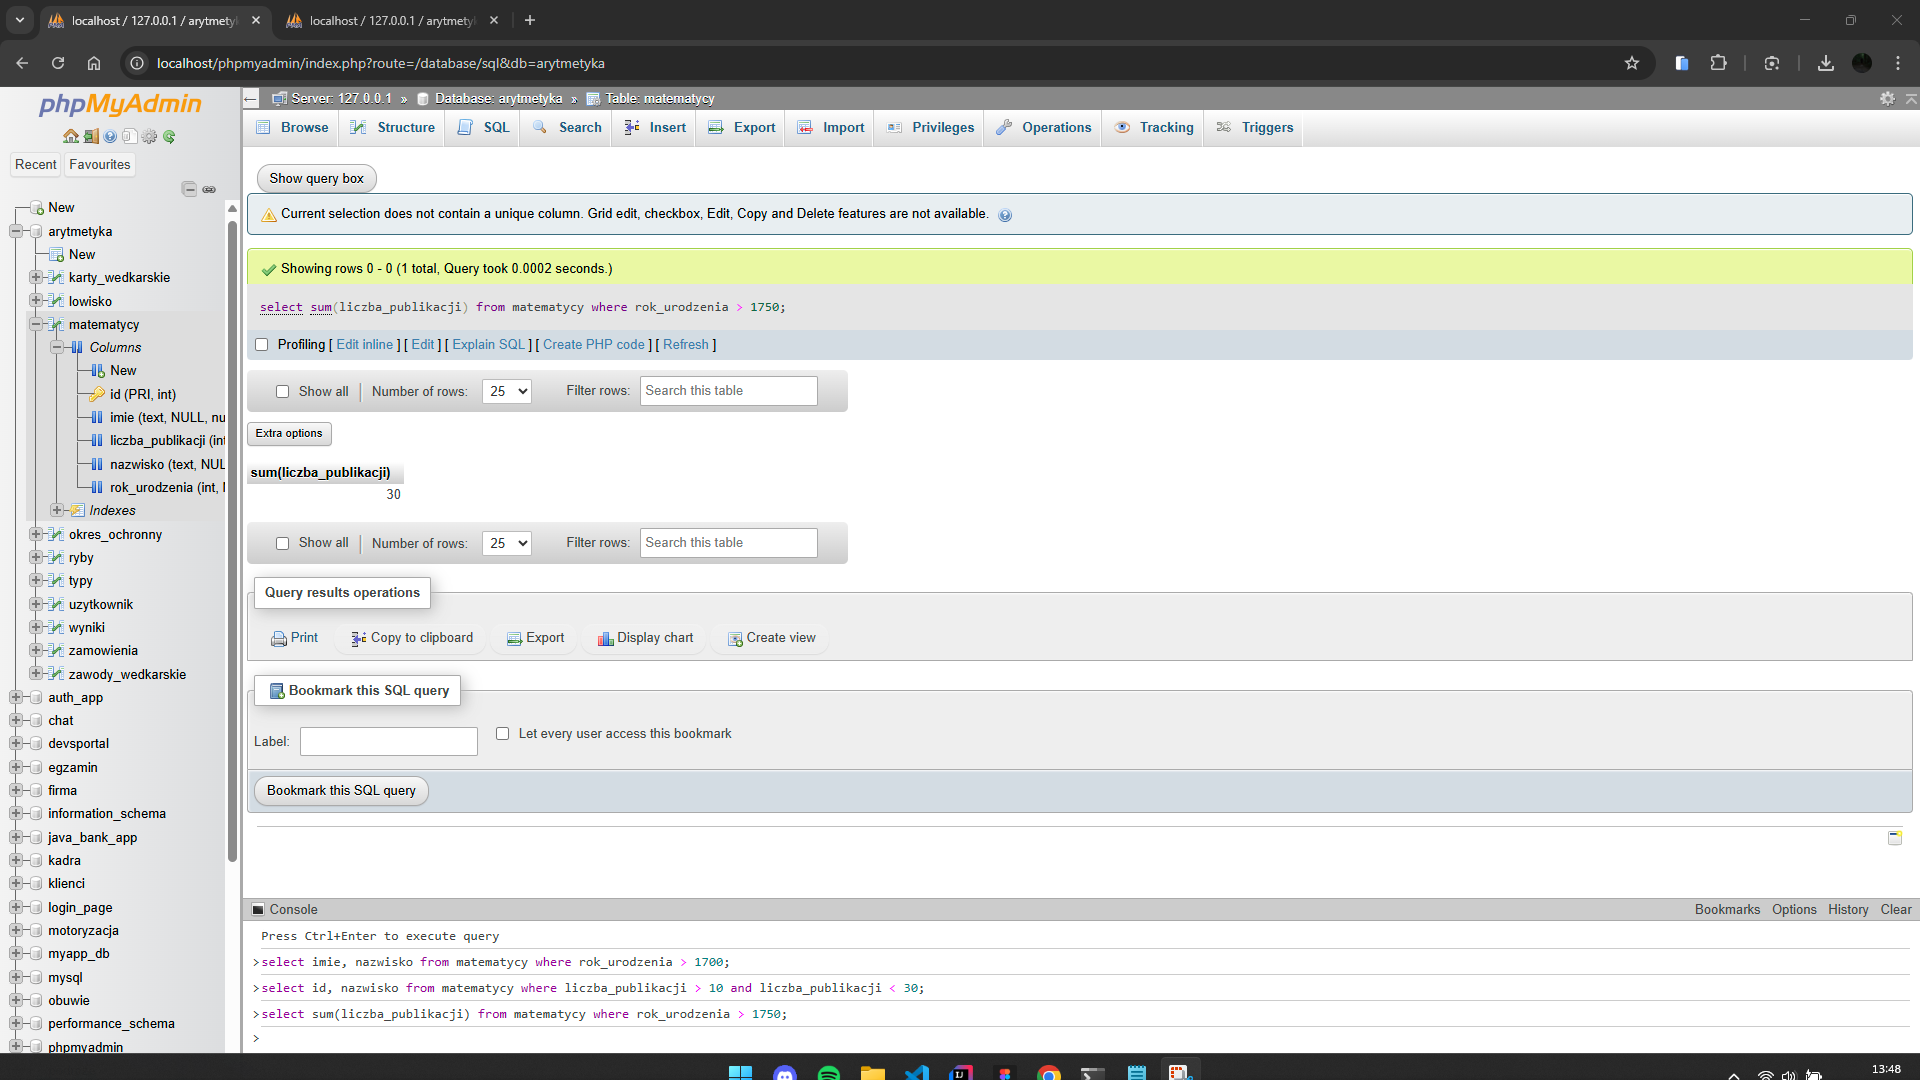 localhost / 127.0.0.1 / arytmetyk
localhost / 127.0.0.1 / arytmetyk
localhost/phpmyadmin/index.php?route=/database/sql&db=arytmetyka
phpMyAdmin
Recent
Favourites
New
arytmetyka
New
karty_wedkarskie
lowisko
matematycy
Columns
New
id (PRI, int)
imie (text, NULL, nu
liczba_publikacji (int
nazwisko (text, NUL
rok_urodzenia (int, 
Indexes
okres_ochronny
ryby
typy
uzytkownik
wyniki
zamowienia
zawody_wedkarskie
auth_app
chat
devsportal
egzamin
firma
information_schema
java_bank_app
kadra
klienci
login_page
motoryzacja
myapp_db
mysql
obuwie
performance_schema
phpmyadmin
Server: 127.0.0.1 » Database: arytmetyka » Table: matematycy
Browse Structure SQL Search Insert Export Import Privileges Operations Tracking Triggers
Show query box
Current selection does not contain a unique column. Grid edit, checkbox, Edit, Copy and Delete features are not available.
Showing rows 0 - 0 (1 total, Query took 0.0002 seconds.)
select sum(liczba_publikacji) from matematycy where rok_urodzenia > 1750;
Profiling [ Edit inline ] [ Edit ] [ Explain SQL ] [ Create PHP code ] [ Refresh ]
Show all Number of rows: 25 Filter rows: Search this table
Extra options
sum(liczba_publikacji)
30
Show all Number of rows: 25 Filter rows: Search this table
Query results operations
Print Copy to clipboard Export Display chart Create view
Bookmark this SQL query
Label: Let every user access this bookmark
Bookmark this SQL query
Console
Bookmarks Options History Clear
Press Ctrl+Enter to execute query
>select imie, nazwisko from matematycy where rok_urodzenia > 1700;
>select id, nazwisko from matematycy where liczba_publikacji > 10 and liczba_publikacji < 30;
>select sum(liczba_publikacji) from matematycy where rok_urodzenia > 1750;
>
13:48